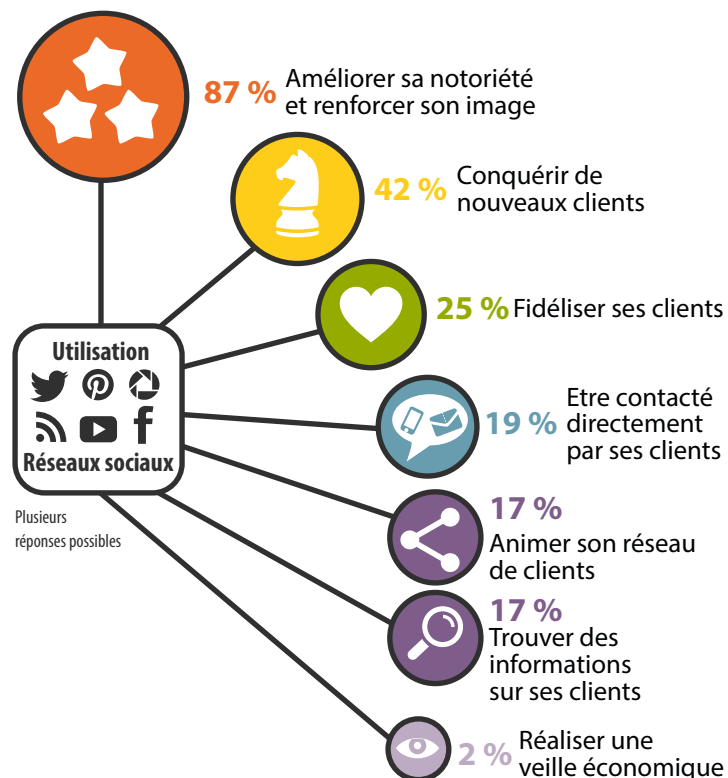 87 %
Améliorer sa notoriété
et renforcer son image
42 %
Conquérir de
nouveaux clients
25 % Fidéliser ses clients
Utilisation
Réseaux sociaux
Plusieurs
réponses possibles
19 %
Etre contacté
directement
par ses clients
17 %
Animer son réseau
de clients
17 %
Trouver des
informations
sur ses clients
2 %
Réaliser une
veille économique